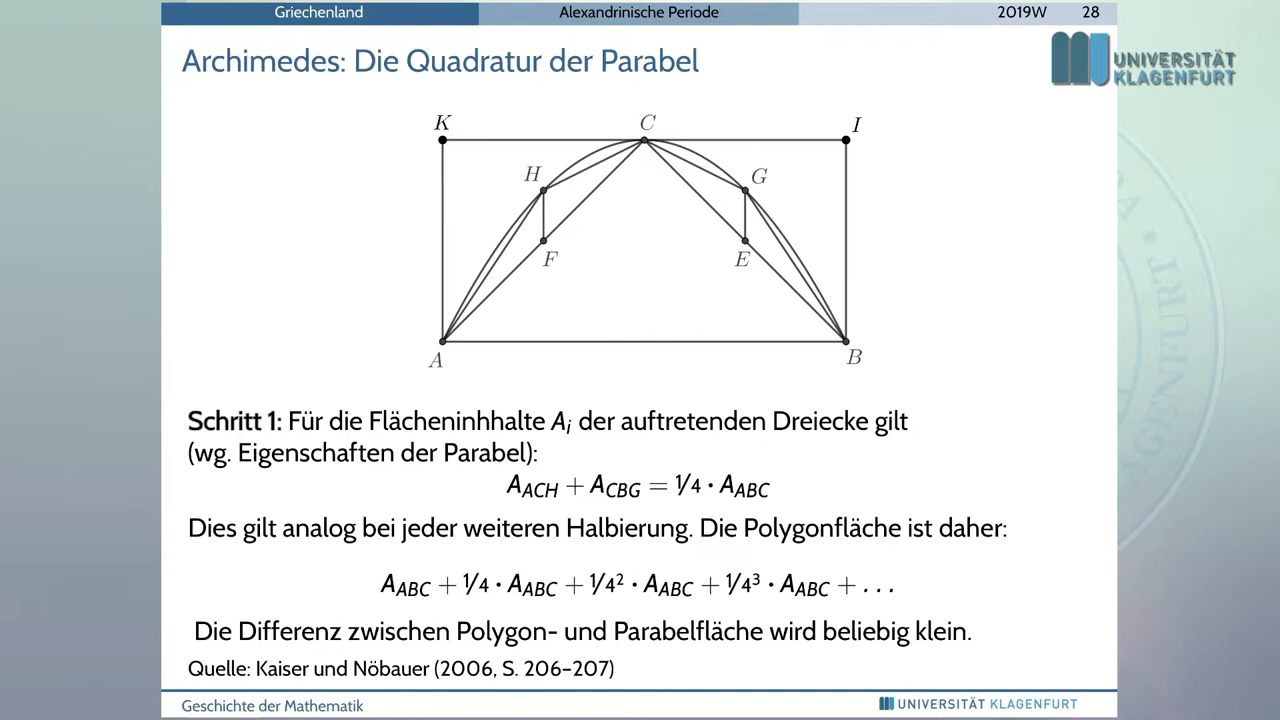 Griechenland Alexandrinische Periode 2019W 28
Archimedes: Die Quadratur der Parabel
UNIVERSITÄT
KLAGENFURT
K C I
H G
F E
A B
Schritt 1: Für die Flächeninhhalte A_i der auftretenden Dreiecke gilt
(wg. Eigenschaften der Parabel):
A_ACH + A_CBG = 1/4 · A_ABC
Dies gilt analog bei jeder weiteren Halbierung. Die Polygonfläche ist daher:
A_ABC + 1/4 · A_ABC + 1/4² · A_ABC + 1/4³ · A_ABC + . . .
Die Differenz zwischen Polygon- und Parabelfläche wird beliebig klein.
Quelle: Kaiser und Nöbauer (2006, S. 206–207)
Geschichte der Mathematik UNIVERSITÄT KLAGENFURT